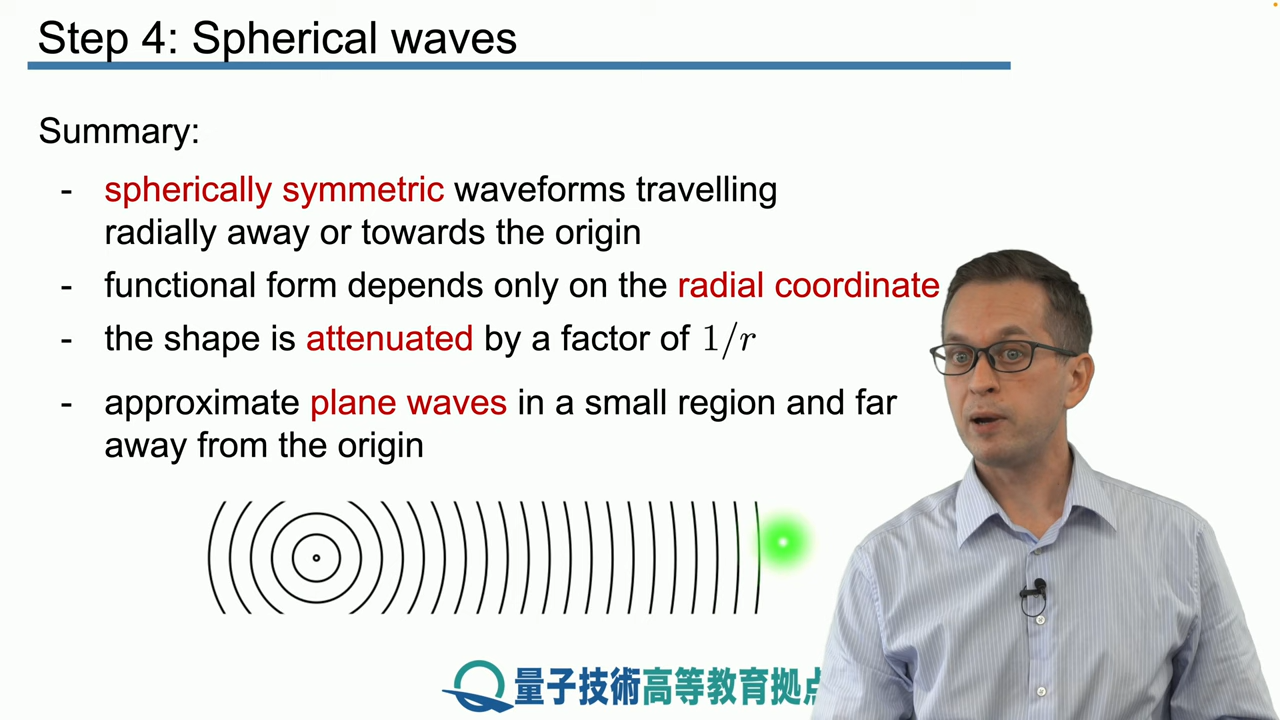 Step 4: Spherical waves
Summary:
- spherically symmetric waveforms travelling
radially away or towards the origin
- functional form depends only on the radial coordinate
- the shape is attenuated by a factor of 1/r
- approximate plane waves in a small region and far
away from the origin
量子技術高等教育拠点